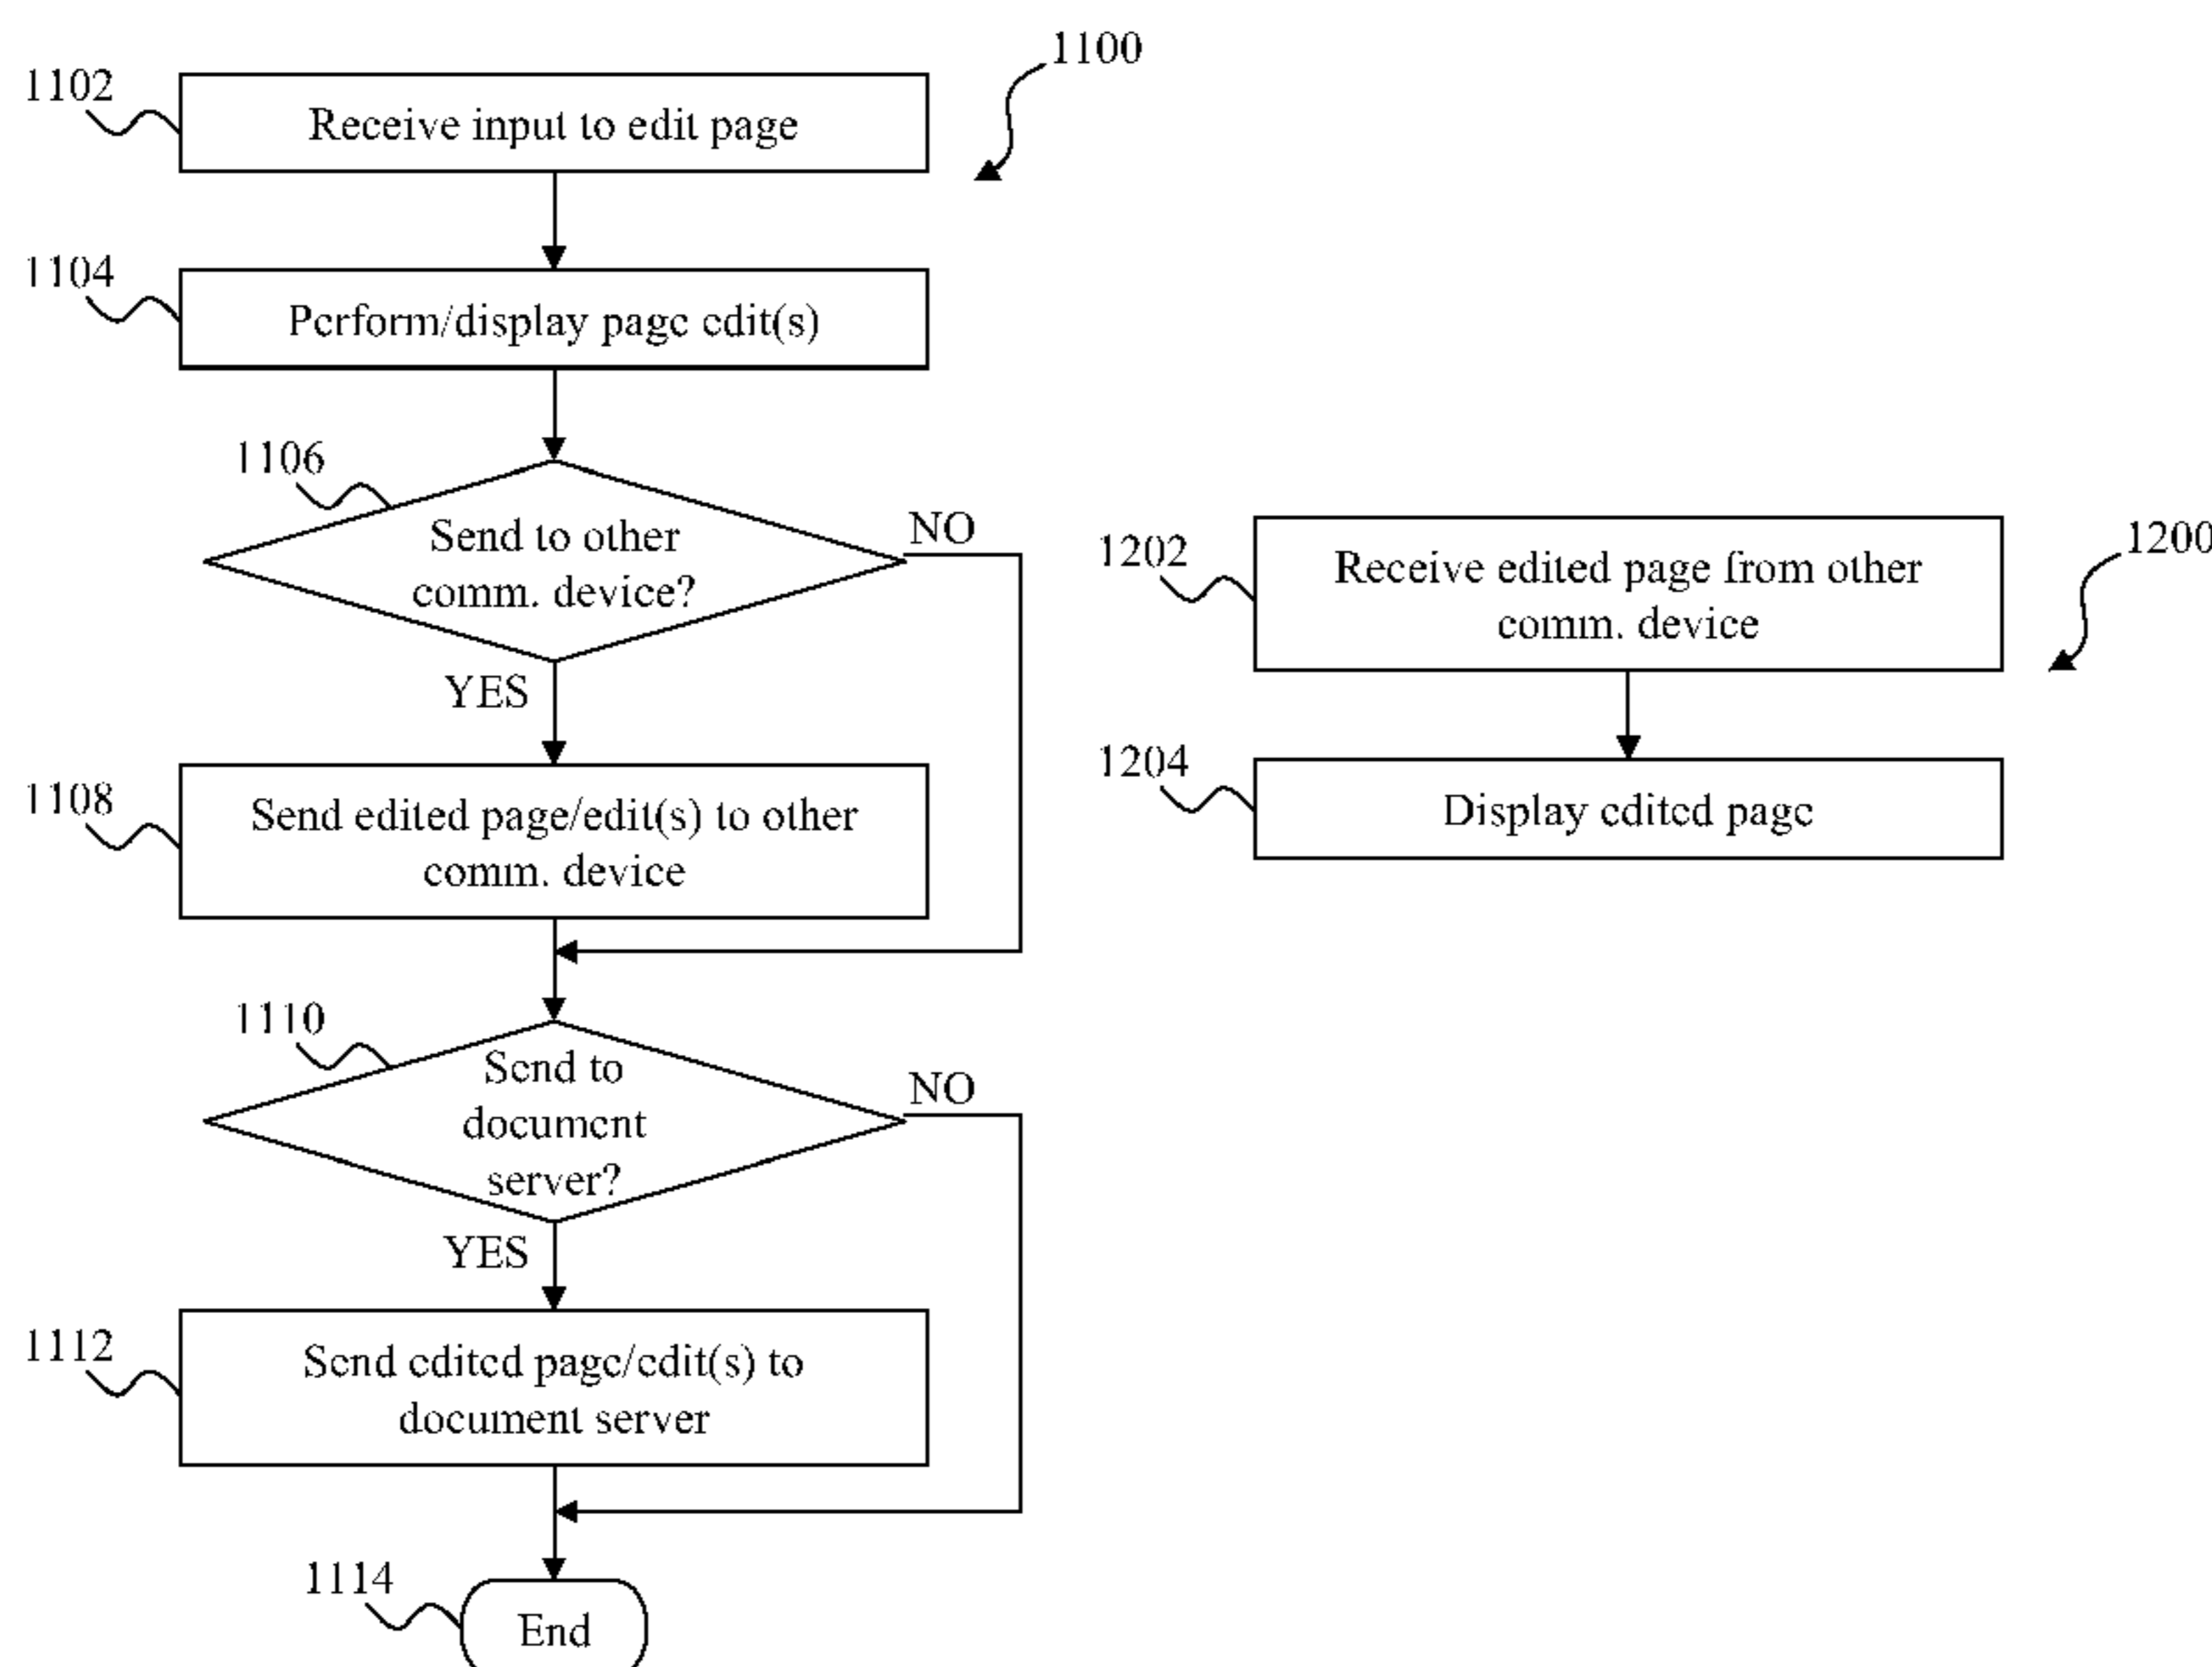 1100
1102
Receive input to edit page
1104
Perform/display page edit(s)
1106
Send to other
comm. device?
NO
YES
1108
Send edited page/edit(s) to other
comm. device
1110
Send to
document
server?
NO
YES
1112
Send edited page/edit(s) to
document server
1114
End
1200
1202
Receive edited page from other
comm. device
1204
Display edited page